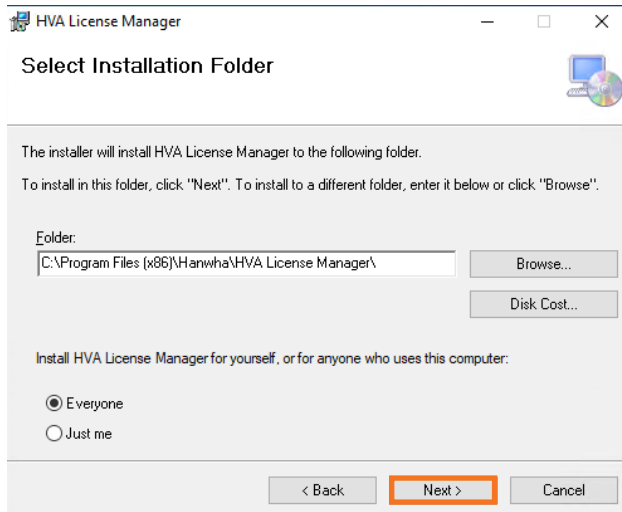 HVA License Manager
Select Installation Folder
The installer will install HVA License Manager to the following folder.
To install in this folder, click "Next". To install to a different folder, enter it below or click "Browse".
Folder:
C:\Program Files (x86)\Hanwha\HVA License Manager\
Browse...
Disk Cost...
Install HVA License Manager for yourself, or for anyone who uses this computer:
Everyone
Just me
< Back
Next >
Cancel